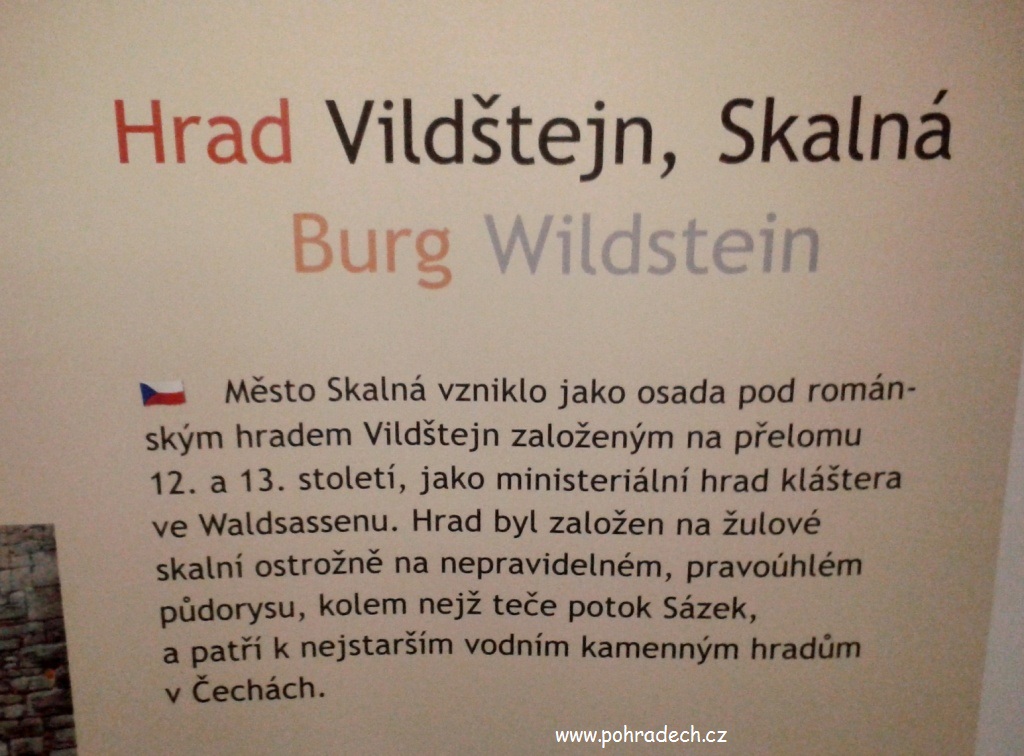 Hrad Vildštejn, Skalná
Burg Wildstein
Město Skalná vzniklo jako osada pod román-
ským hradem Vildštejn založeným na přelomu
12. a 13. století, jako ministeriální hrad kláštera
ve Waldsassenu. Hrad byl založen na žulové
skalní ostrožně na nepravidelném, pravoúhlém
půdorysu, kolem nejž teče potok Sázek,
a patří k nejstarším vodním kamenným hradům
v Čechách.
www.pohradech.cz